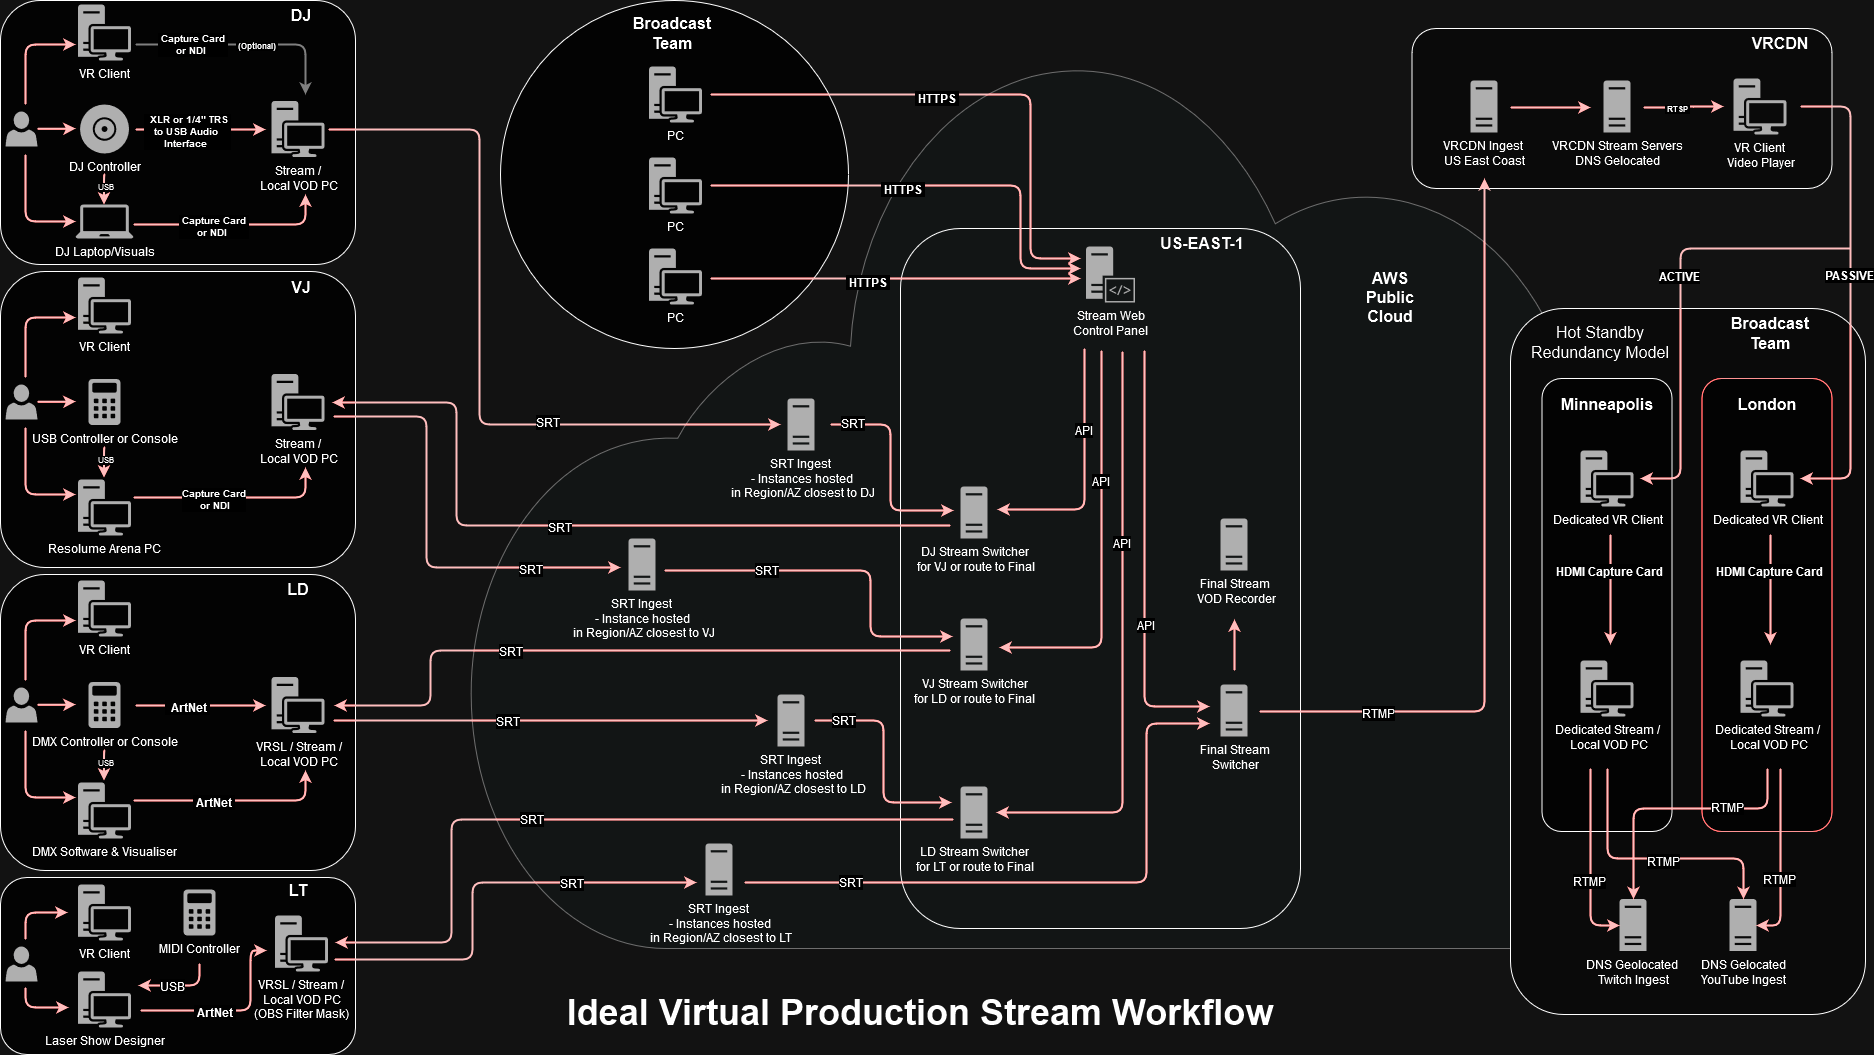 DJ
VR Client
Capture Card
or NDI
(Optional)
DJ Controller
XLR or 1/4" TRS
to USB Audio
Interface
Stream /
Local VOD PC
USB
DJ Laptop/Visuals
Capture Card
or NDI
VJ
VR Client
USB Controller or Console
USB
Stream /
Local VOD PC
Capture Card
or NDI
Resolume Arena PC
LD
VR Client
DMX Controller or Console
ArtNet
USB
VRSL / Stream /
Local VOD PC
ArtNet
DMX Software & Visualiser
LT
VR Client
MIDI Controller
USB
ArtNet
VRSL / Stream /
Local VOD PC
(OBS Filter Mask)
Laser Show Designer
Broadcast
Team
PC
PC
PC
HTTPS
HTTPS
HTTPS
US-EAST-1
Stream Web
Control Panel
AWS
Public
Cloud
API
API
API
API
SRT
SRT Ingest
- Instances hosted
in Region/AZ closest to DJ
SRT
DJ Stream Switcher
for VJ or route to Final
SRT
SRT
SRT Ingest
- Instance hosted
in Region/AZ closest to VJ
SRT
VJ Stream Switcher
for LD or route to Final
SRT
SRT
SRT Ingest
- Instances hosted
in Region/AZ closest to LD
SRT
LD Stream Switcher
for LT or route to Final
SRT
SRT
SRT Ingest
- Instances hosted
in Region/AZ closest to LT
SRT
Final Stream
VOD Recorder
Final Stream
Switcher
RTMP
VRCDN
VRCDN Ingest
US East Coast
VRCDN Stream Servers
DNS Gelocated
RTSP
VR Client
Video Player
ACTIVE
PASSIVE
Hot Standby
Redundancy Model
Broadcast
Team
Minneapolis
London
Dedicated VR Client
Dedicated VR Client
HDMI Capture Card
HDMI Capture Card
Dedicated Stream /
Local VOD PC
Dedicated Stream /
Local VOD PC
RTMP
RTMP
RTMP
RTMP
DNS Geolocated
Twitch Ingest
DNS Gelocated
YouTube Ingest
Ideal Virtual Production Stream Workflow